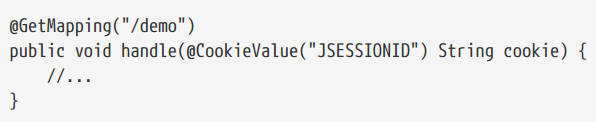 @GetMapping("/demo")
public void handle(@CookieValue("JSESSIONID") String cookie) {
    //...
}